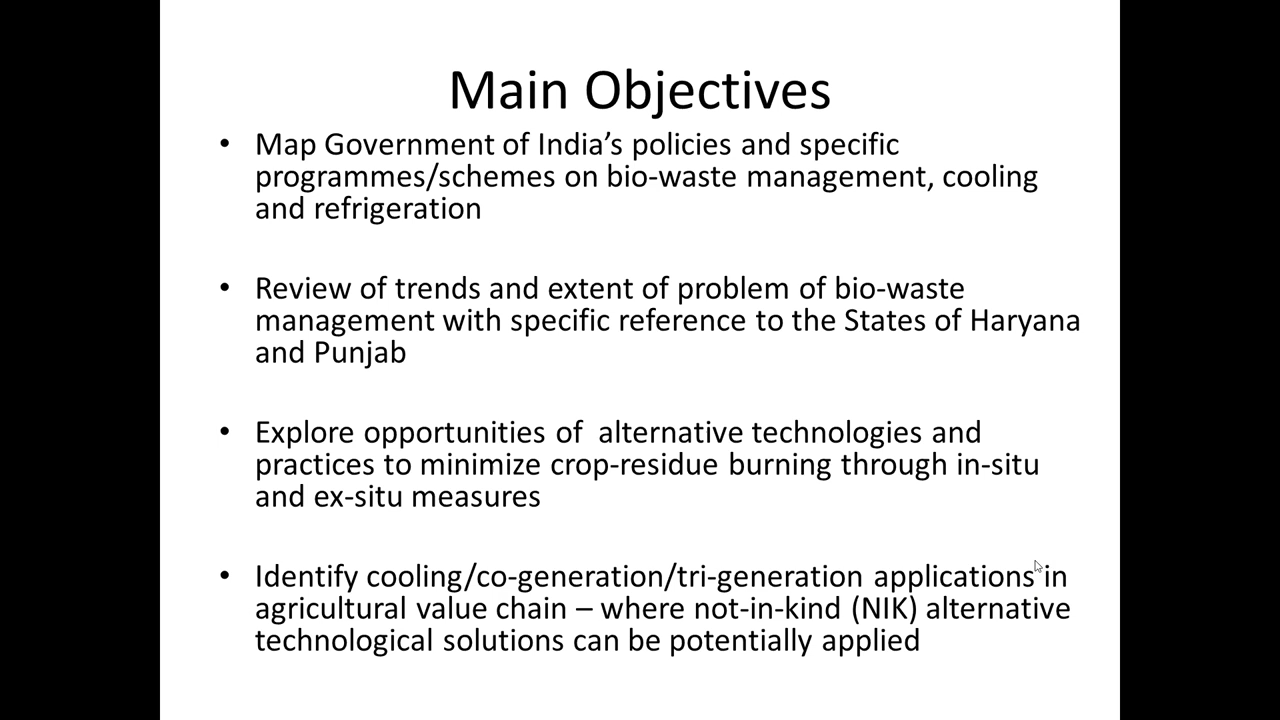 Main Objectives
• Map Government of India’s policies and specific
programmes/schemes on bio-waste management, cooling
and refrigeration
• Review of trends and extent of problem of bio-waste
management with specific reference to the States of Haryana
and Punjab
• Explore opportunities of  alternative technologies and
practices to minimize crop-residue burning through in-situ
and ex-situ measures
• Identify cooling/co-generation/tri-generation applications in
agricultural value chain – where not-in-kind (NIK) alternative
technological solutions can be potentially applied